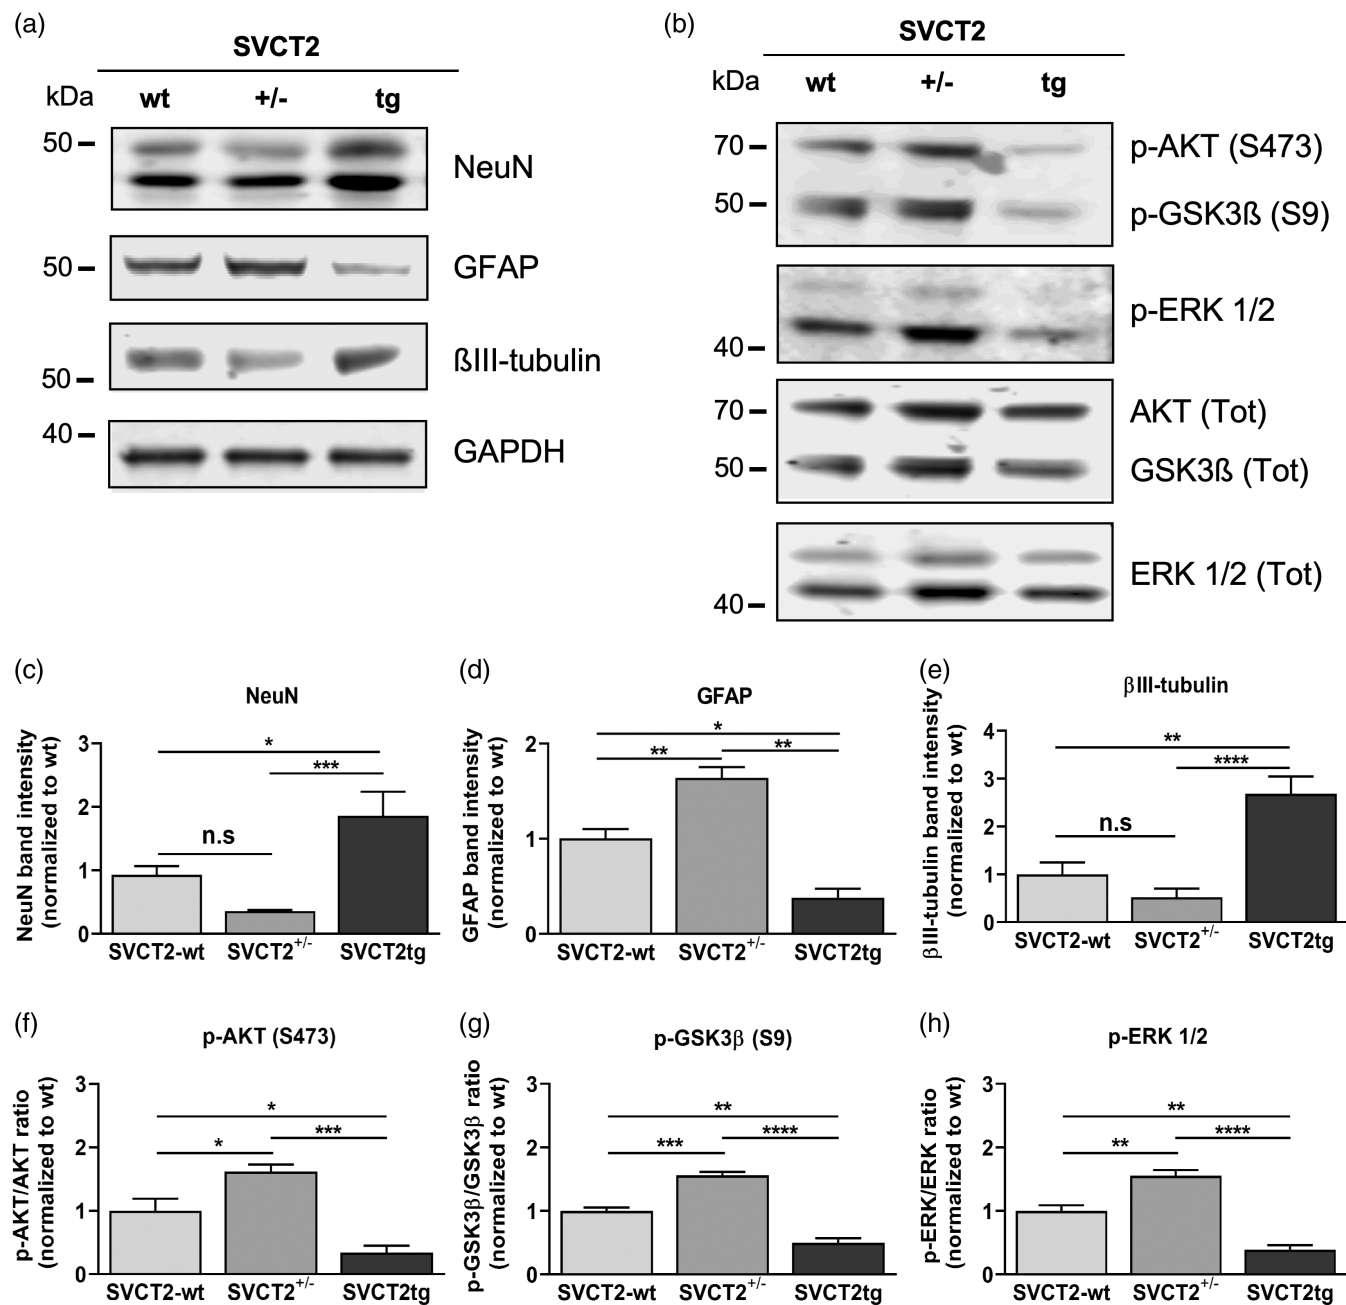 (a)
SVCT2
kDa wt +/- tg
50
NeuN
50
GFAP
ßIII-tubulin
50
40
GAPDH
(b)
SVCT2
kDa wt +/- tg
70
p-AKT (S473)
50
p-GSK3ß (S9)
p-ERK 1/2
40
70
AKT (Tot)
50
GSK3ß (Tot)
ERK 1/2 (Tot)
40
(c)
NeuN
NeuN band intensity
(normalized to wt)
3
2
1
0
*
***
n.s
SVCT2-wt SVCT2+/- SVCT2tg
(d)
GFAP
GFAP band intensity
(normalized to wt)
2
1
0
*
** **
SVCT2-wt SVCT2+/- SVCT2tg
(e)
βIII-tubulin
βIII-tubulin band intensity
(normalized to wt)
4
3
2
1
0
**
****
n.s
SVCT2-wt SVCT2+/- SVCT2tg
(f)
p-AKT (S473)
p-AKT/AKT ratio
(normalized to wt)
3
2
1
0
*
* ***
SVCT2-wt SVCT2+/- SVCT2tg
(g)
p-GSK3β (S9)
p-GSK3β/GSK3β ratio
(normalized to wt)
3
2
1
0
**
*** ****
SVCT2-wt SVCT2+/- SVCT2tg
(h)
p-ERK 1/2
p-ERK/ERK ratio
(normalized to wt)
3
2
1
0
**
** ****
SVCT2-wt SVCT2+/- SVCT2tg